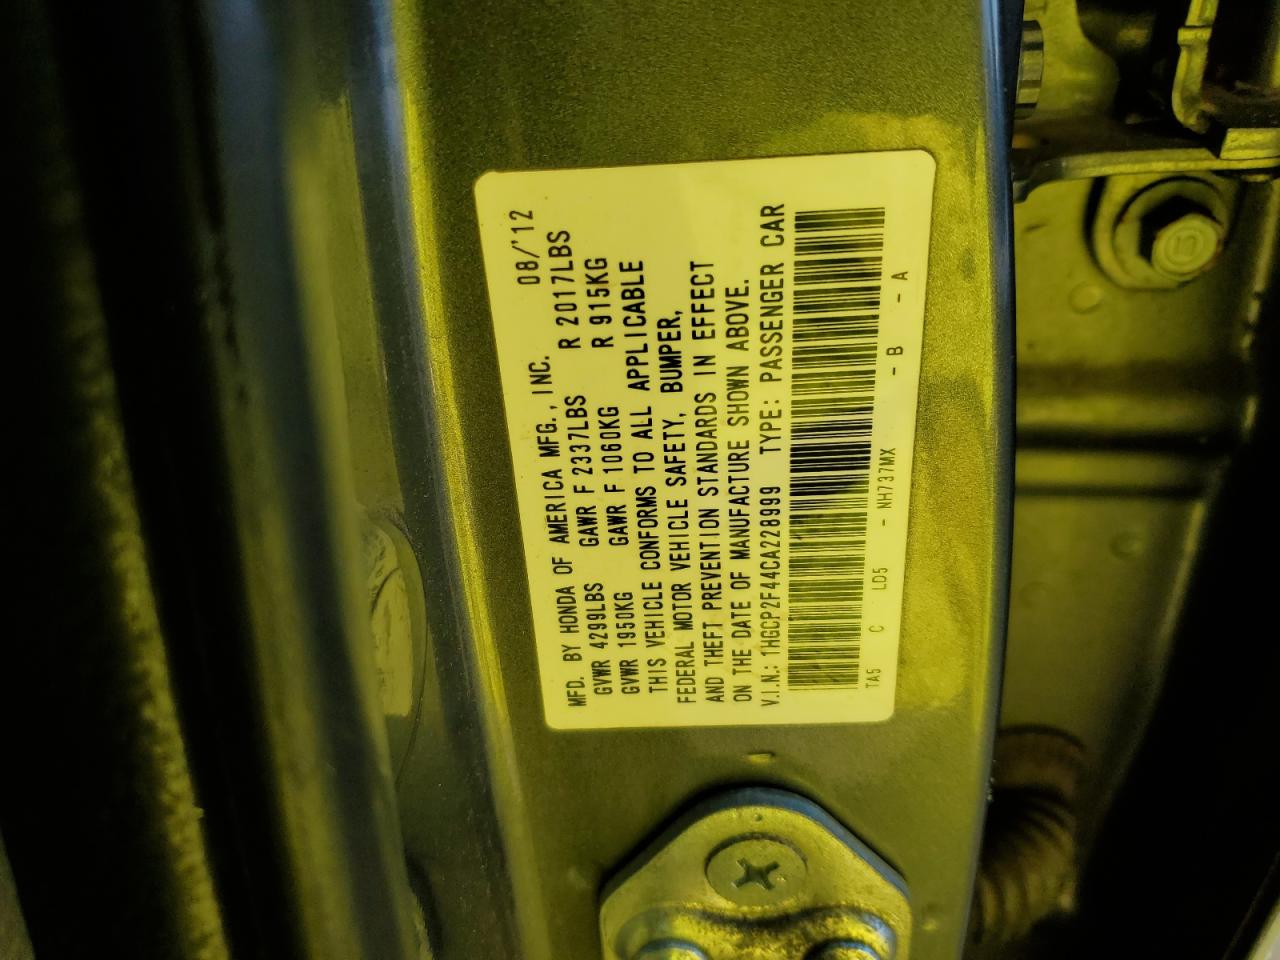 MFD. BY HONDA OF AMERICA MFG., INC. 08/'12
GVWR 4299LBS GAWR F 2337LBS R 2017LBS
GVWR 1950KG GAWR F 1060KG R 915KG
THIS VEHICLE CONFORMS TO ALL APPLICABLE
FEDERAL MOTOR VEHICLE SAFETY, BUMPER,
AND THEFT PREVENTION STANDARDS IN EFFECT
ON THE DATE OF MANUFACTURE SHOWN ABOVE.
V.I.N.: 1HGCP2F44CA228999 TYPE: PASSENGER CAR
TA5 C LD5 - NH737MX - B - A